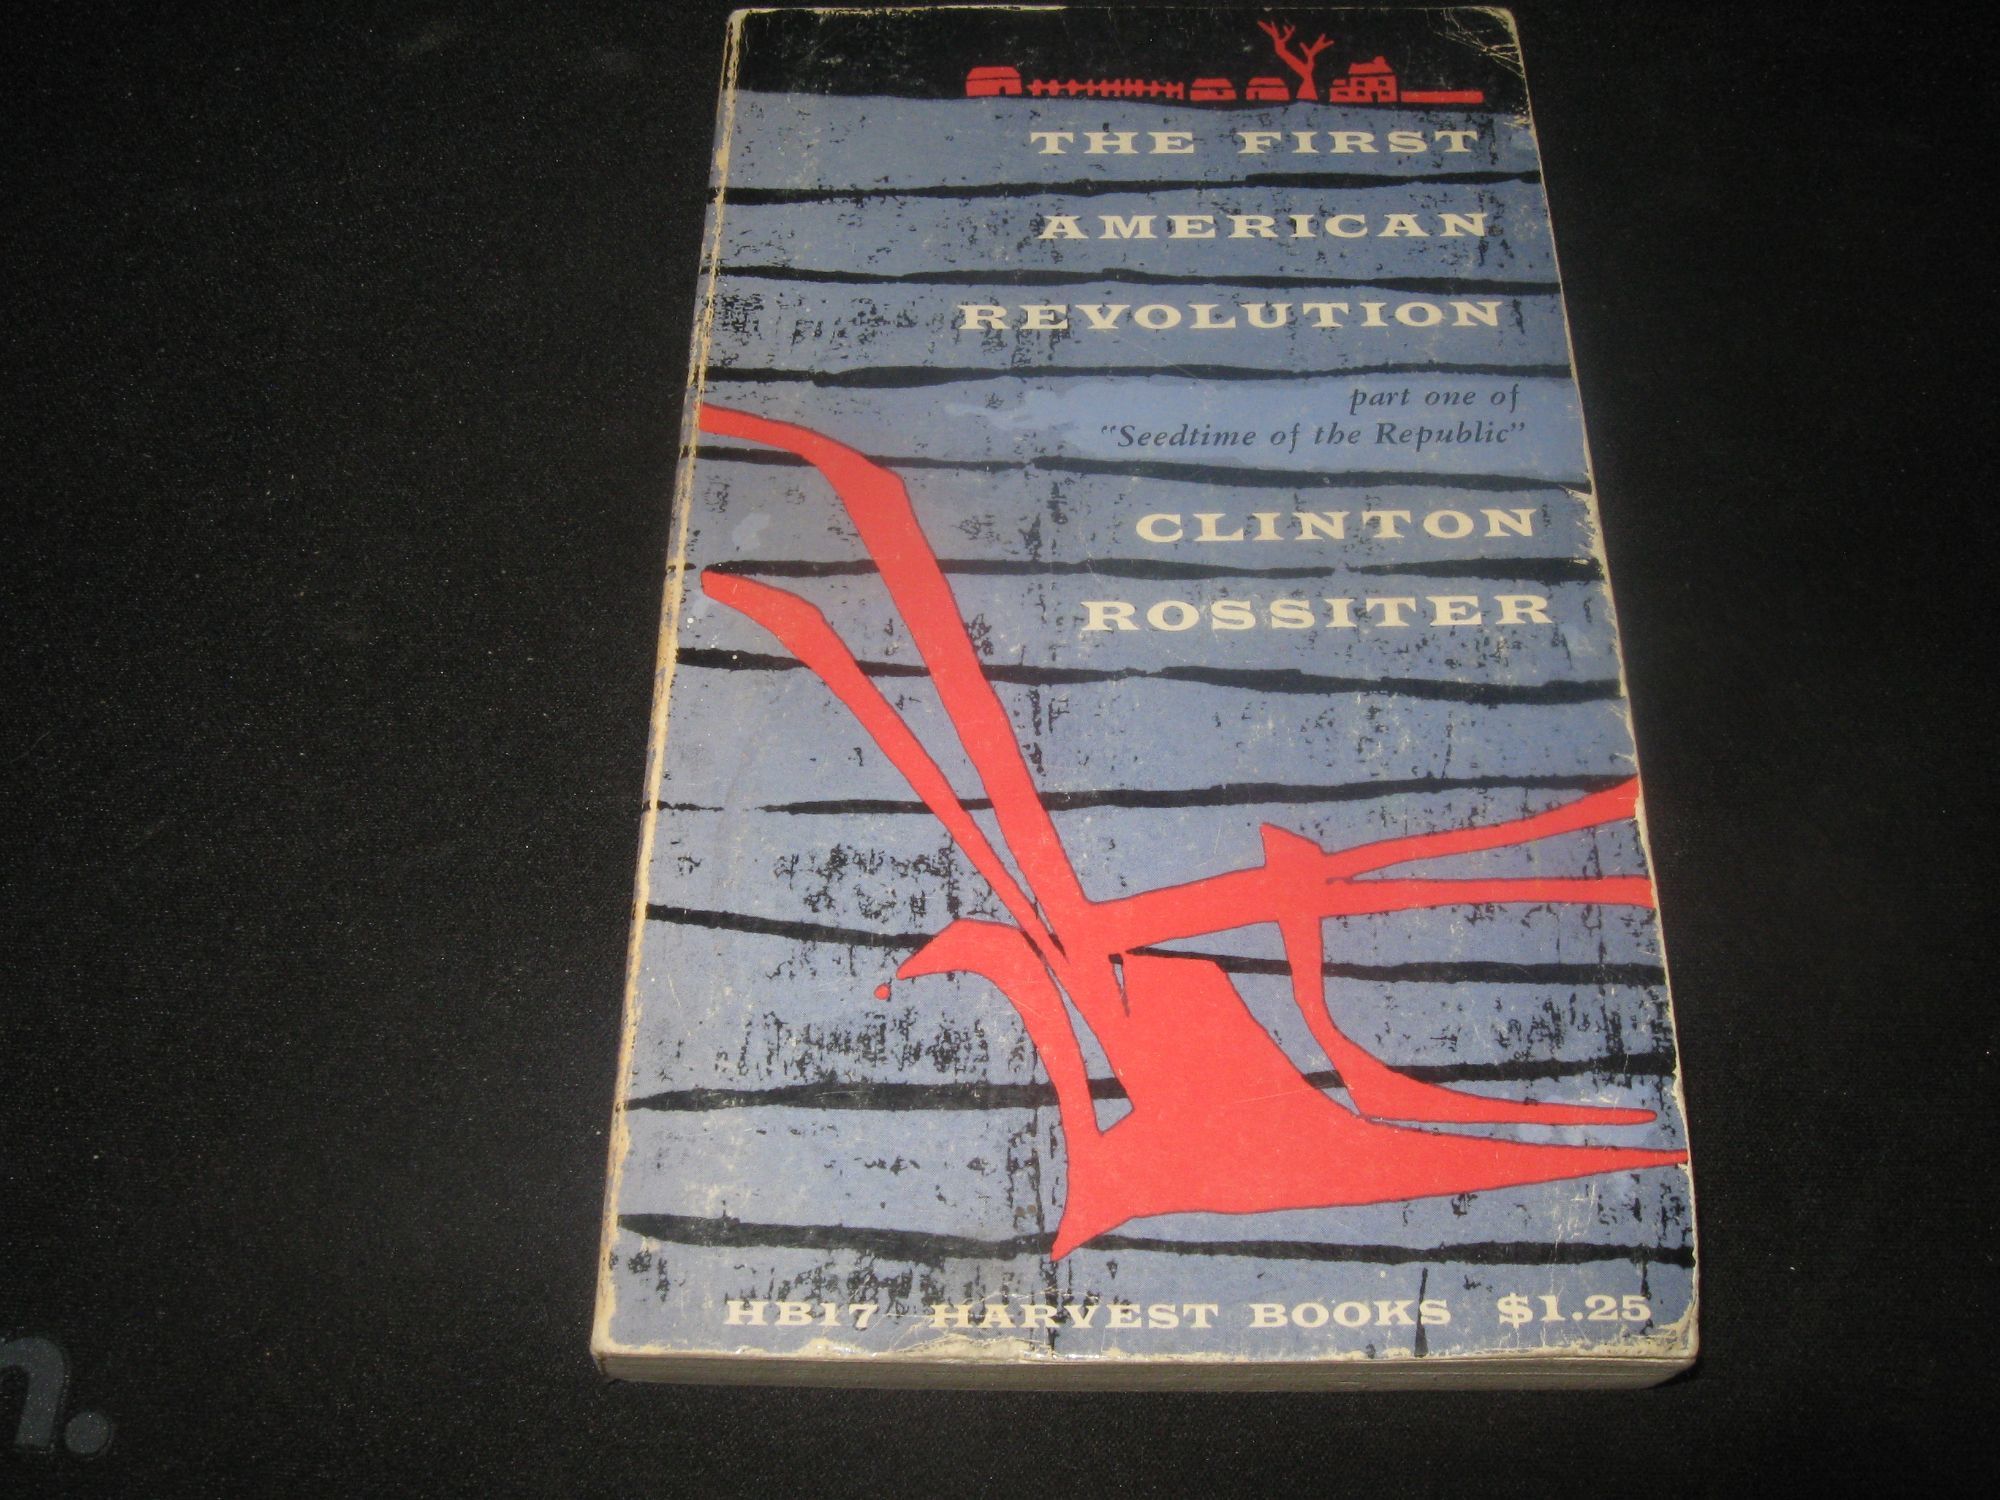 THE FIRST
AMERICAN
REVOLUTION
part one of
"Seedtime of the Republic"
CLINTON
ROSSITER
HB17 HARVEST BOOKS $1.25
n.